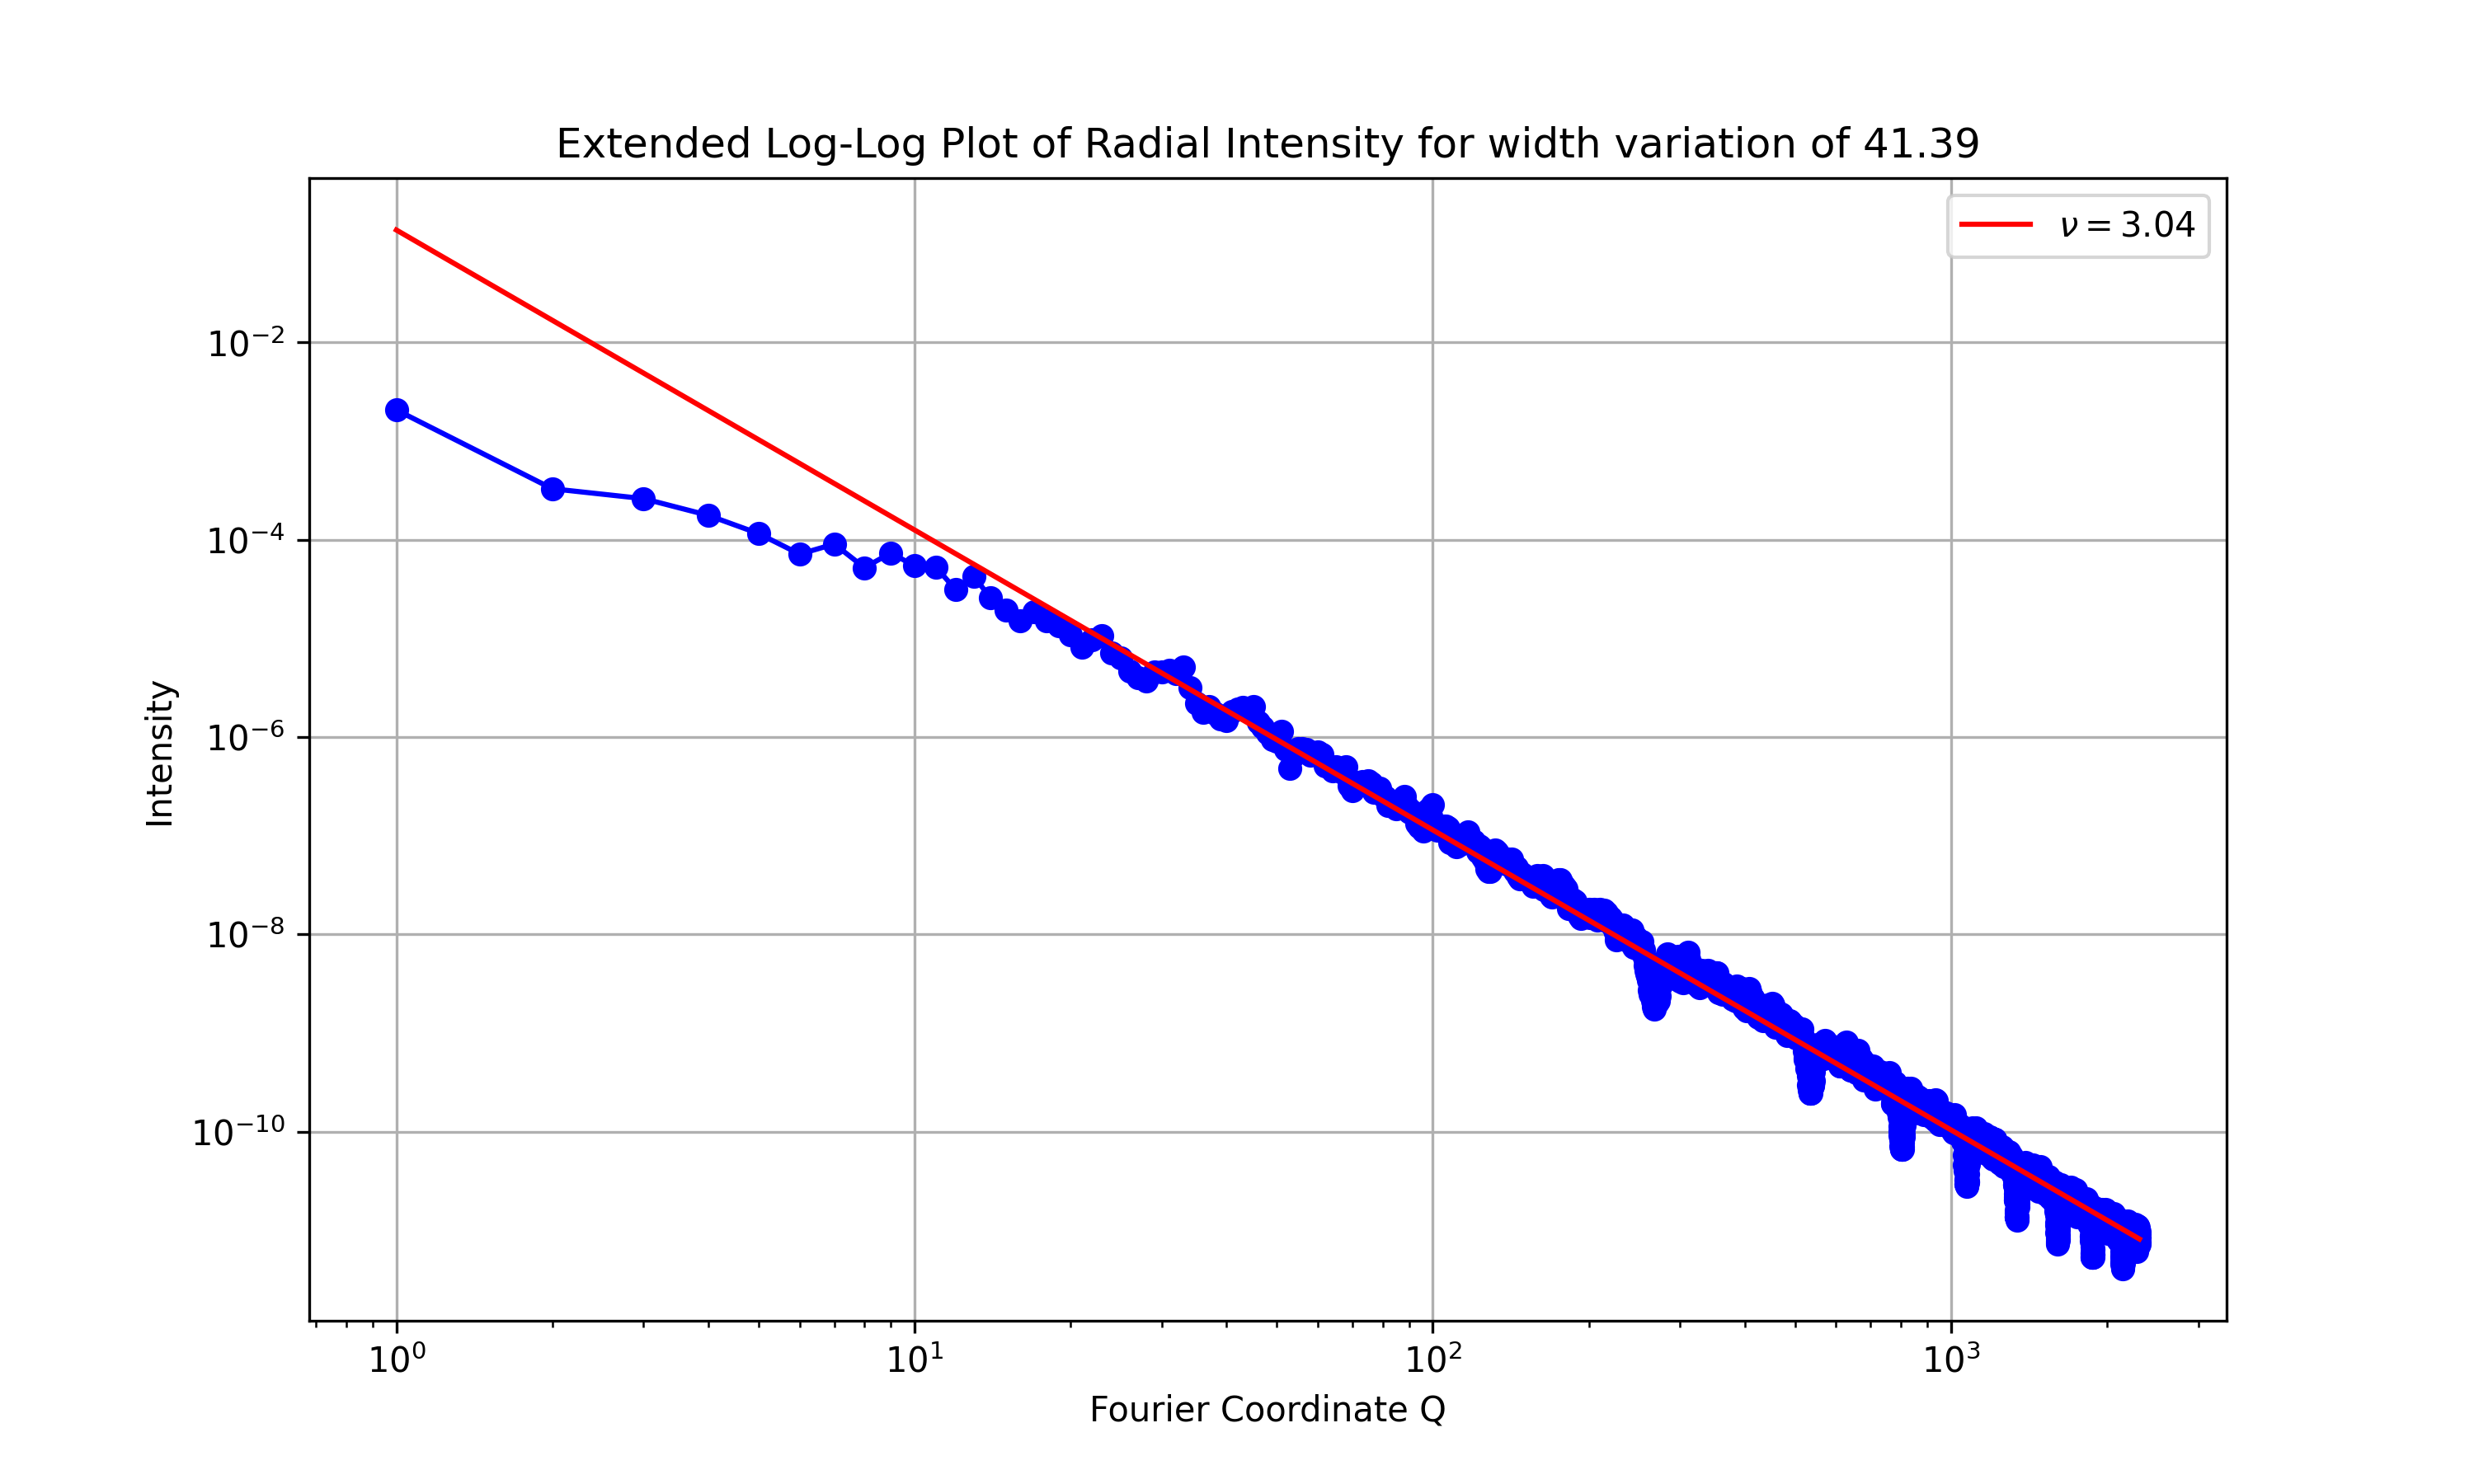 Extended Log-Log Plot of Radial Intensity for width variation of 41.39
ν = 3.04
10⁻²
10⁻⁴
10⁻⁶
10⁻⁸
10⁻¹⁰
Intensity
10⁰ 10¹ 10² 10³
Fourier Coordinate Q